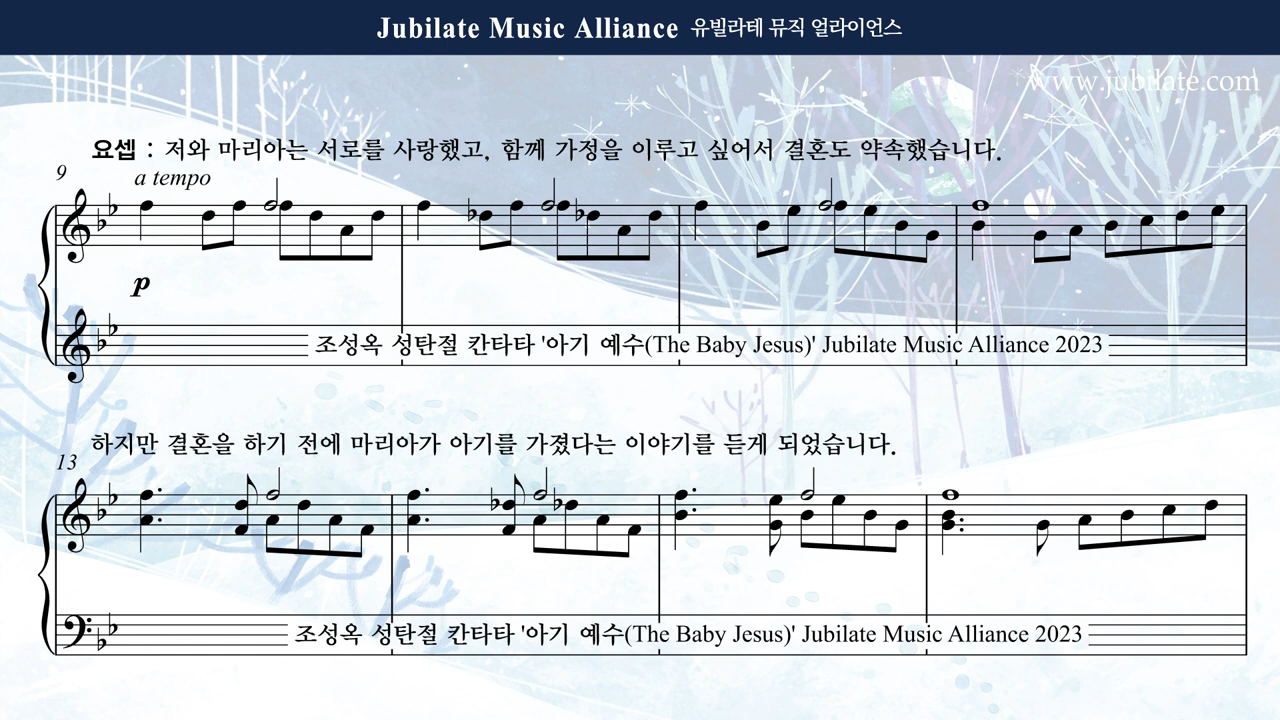 Jubilate Music Alliance 유빌라테 뮤직 얼라이언스
www.jubilate.com
요셉 : 저와 마리아는 서로를 사랑했고, 함께 가정을 이루고 싶어서 결혼도 약속했습니다.
9
a tempo
p
조성옥 성탄절 칸타타 '아기 예수(The Baby Jesus)' Jubilate Music Alliance 2023
하지만 결혼을 하기 전에 마리아가 아기를 가졌다는 이야기를 듣게 되었습니다.
13
조성옥 성탄절 칸타타 '아기 예수(The Baby Jesus)' Jubilate Music Alliance 2023